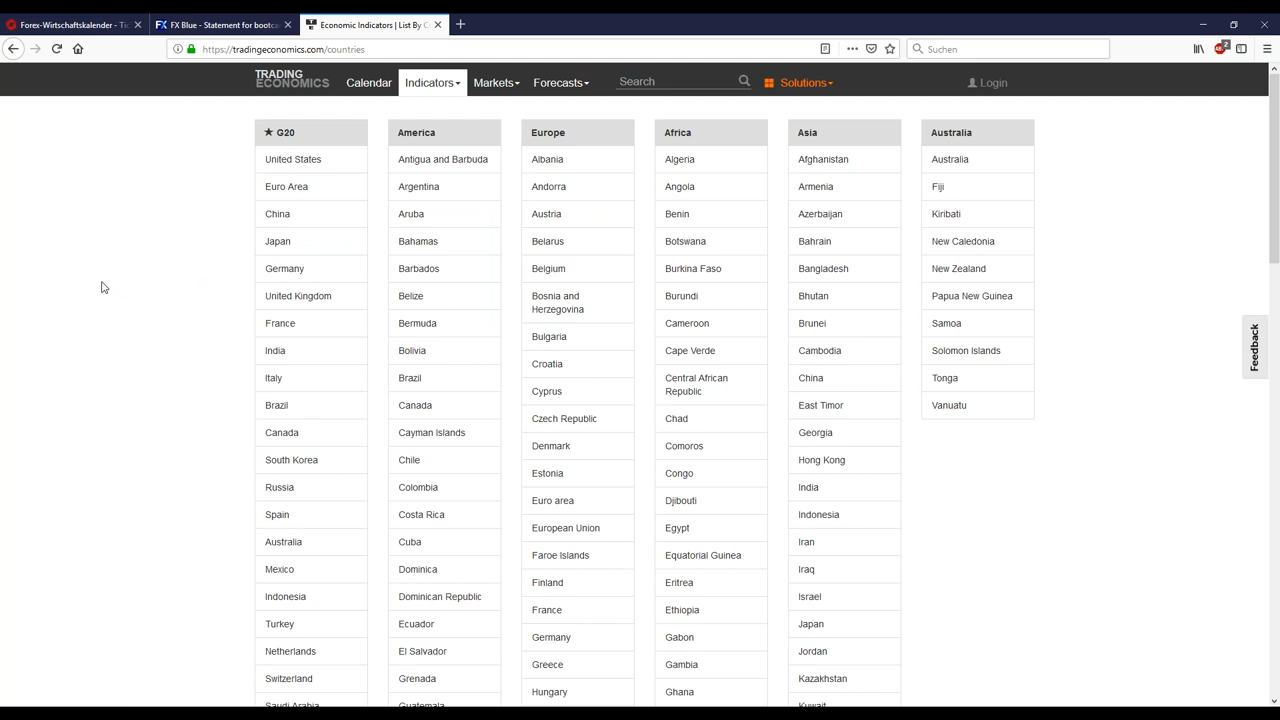 Forex-Wirtschaftskalender - Tic
FX Blue - Statement for bootca
Economic Indicators | List By C
https://tradingeconomics.com/countries
Suchen
2
TRADING
ECONOMICS
Calendar
Indicators
Markets
Forecasts
Search
Solutions
Login
★ G20
United States
Euro Area
China
Japan
Germany
United Kingdom
France
India
Italy
Brazil
Canada
South Korea
Russia
Spain
Australia
Mexico
Indonesia
Turkey
Netherlands
Switzerland
Saudi Arabia
America
Antigua and Barbuda
Argentina
Aruba
Bahamas
Barbados
Belize
Bermuda
Bolivia
Brazil
Canada
Cayman Islands
Chile
Colombia
Costa Rica
Cuba
Dominica
Dominican Republic
Ecuador
El Salvador
Grenada
Guatemala
Europe
Albania
Andorra
Austria
Belarus
Belgium
Bosnia and
Herzegovina
Bulgaria
Croatia
Cyprus
Czech Republic
Denmark
Estonia
Euro area
European Union
Faroe Islands
Finland
France
Germany
Greece
Hungary
Africa
Algeria
Angola
Benin
Botswana
Burkina Faso
Burundi
Cameroon
Cape Verde
Central African
Republic
Chad
Comoros
Congo
Djibouti
Egypt
Equatorial Guinea
Eritrea
Ethiopia
Gabon
Gambia
Ghana
Asia
Afghanistan
Armenia
Azerbaijan
Bahrain
Bangladesh
Bhutan
Brunei
Cambodia
China
East Timor
Georgia
Hong Kong
India
Indonesia
Iran
Iraq
Israel
Japan
Jordan
Kazakhstan
Kuwait
Australia
Australia
Fiji
Kiribati
New Caledonia
New Zealand
Papua New Guinea
Samoa
Solomon Islands
Tonga
Vanuatu
Feedback